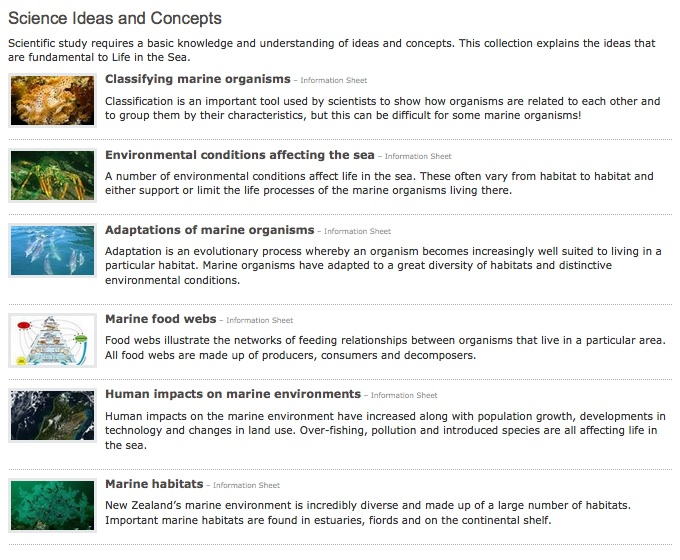 Science Ideas and Concepts
Scientific study requires a basic knowledge and understanding of ideas and concepts. This collection explains the ideas that
are fundamental to Life in the Sea.
Classifying marine organisms – Information Sheet
Classification is an important tool used by scientists to show how organisms are related to each other and
to group them by their characteristics, but this can be difficult for some marine organisms!
Environmental conditions affecting the sea – Information Sheet
A number of environmental conditions affect life in the sea. These often vary from habitat to habitat and
either support or limit the life processes of the marine organisms living there.
Adaptations of marine organisms – Information Sheet
Adaptation is an evolutionary process whereby an organism becomes increasingly well suited to living in a
particular habitat. Marine organisms have adapted to a great diversity of habitats and distinctive
environmental conditions.
Marine food webs – Information Sheet
Food webs illustrate the networks of feeding relationships between organisms that live in a particular area.
All food webs are made up of producers, consumers and decomposers.
Human impacts on marine environments – Information Sheet
Human impacts on the marine environment have increased along with population growth, developments in
technology and changes in land use. Over-fishing, pollution and introduced species are all affecting life in
the sea.
Marine habitats – Information Sheet
New Zealand’s marine environment is incredibly diverse and made up of a large number of habitats.
Important marine habitats are found in estuaries, fiords and on the continental shelf.